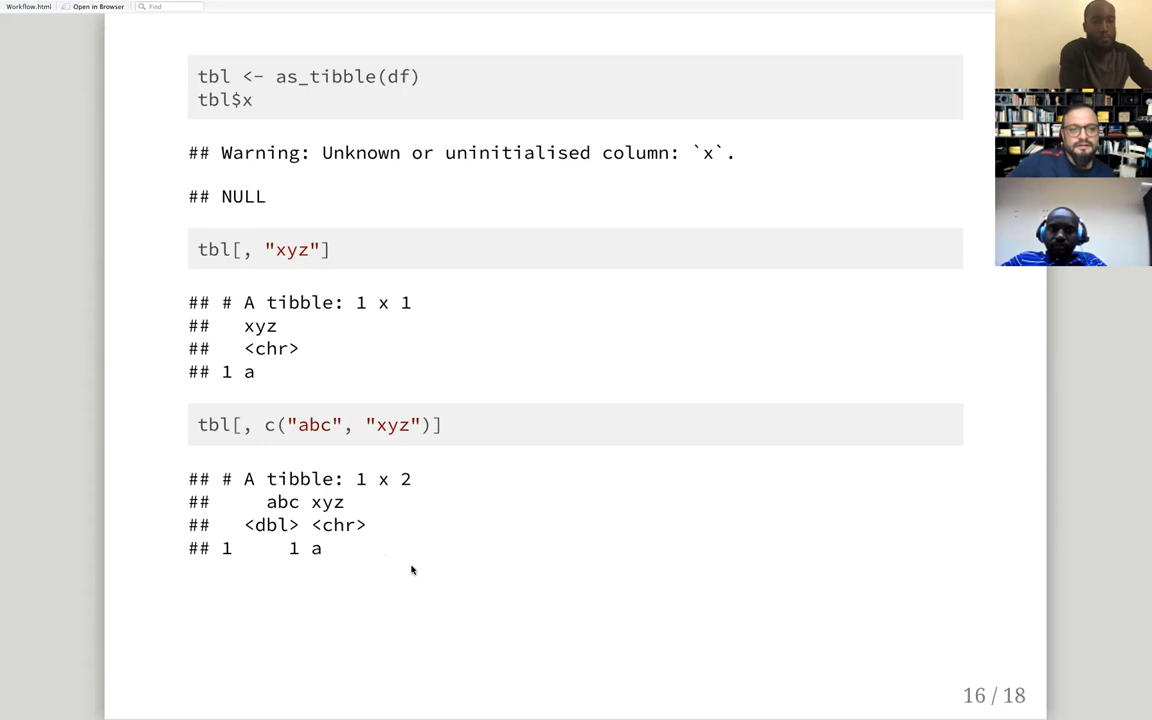 Workflow.html Open in Browser Find
tbl <- as_tibble(df)
tbl$x
## Warning: Unknown or uninitialised column: `x`.
## NULL
tbl[, "xyz"]
## # A tibble: 1 x 1
##   xyz
##   <chr>
## 1 a
tbl[, c("abc", "xyz")]
## # A tibble: 1 x 2
##     abc xyz
##   <dbl> <chr>
## 1     1 a
16 / 18